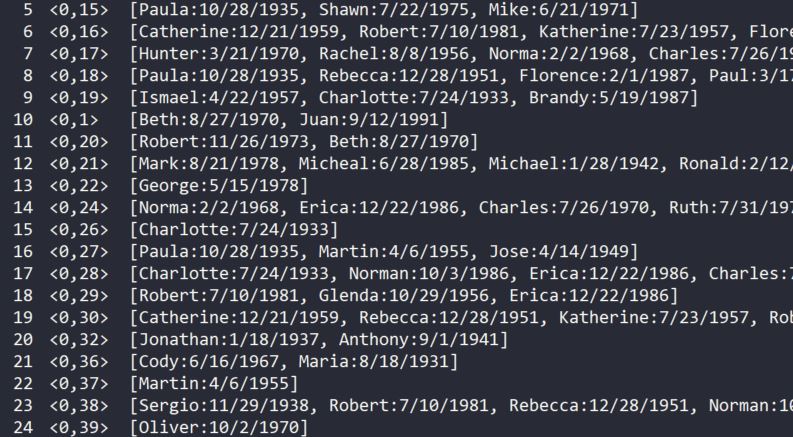 5 <0,15> [Paula:10/28/1935, Shawn:7/22/1975, Mike:6/21/1971]
6 <0,16> [Catherine:12/21/1959, Robert:7/10/1981, Katherine:7/23/1957, Flore
7 <0,17> [Hunter:3/21/1970, Rachel:8/8/1956, Norma:2/2/1968, Charles:7/26/19
8 <0,18> [Paula:10/28/1935, Rebecca:12/28/1951, Florence:2/1/1987, Paul:3/17
9 <0,19> [Ismael:4/22/1957, Charlotte:7/24/1933, Brandy:5/19/1987]
10 <0,1> [Beth:8/27/1970, Juan:9/12/1991]
11 <0,20> [Robert:11/26/1973, Beth:8/27/1970]
12 <0,21> [Mark:8/21/1978, Micheal:6/28/1985, Michael:1/28/1942, Ronald:2/12/
13 <0,22> [George:5/15/1978]
14 <0,24> [Norma:2/2/1968, Erica:12/22/1986, Charles:7/26/1970, Ruth:7/31/197
15 <0,26> [Charlotte:7/24/1933]
16 <0,27> [Paula:10/28/1935, Martin:4/6/1955, Jose:4/14/1949]
17 <0,28> [Charlotte:7/24/1933, Norman:10/3/1986, Erica:12/22/1986, Charles:7
18 <0,29> [Robert:7/10/1981, Glenda:10/29/1956, Erica:12/22/1986]
19 <0,30> [Catherine:12/21/1959, Rebecca:12/28/1951, Katherine:7/23/1957, Rob
20 <0,32> [Jonathan:1/18/1937, Anthony:9/1/1941]
21 <0,36> [Cody:6/16/1967, Maria:8/18/1931]
22 <0,37> [Martin:4/6/1955]
23 <0,38> [Sergio:11/29/1938, Robert:7/10/1981, Rebecca:12/28/1951, Norman:10
24 <0,39> [Oliver:10/2/1970]